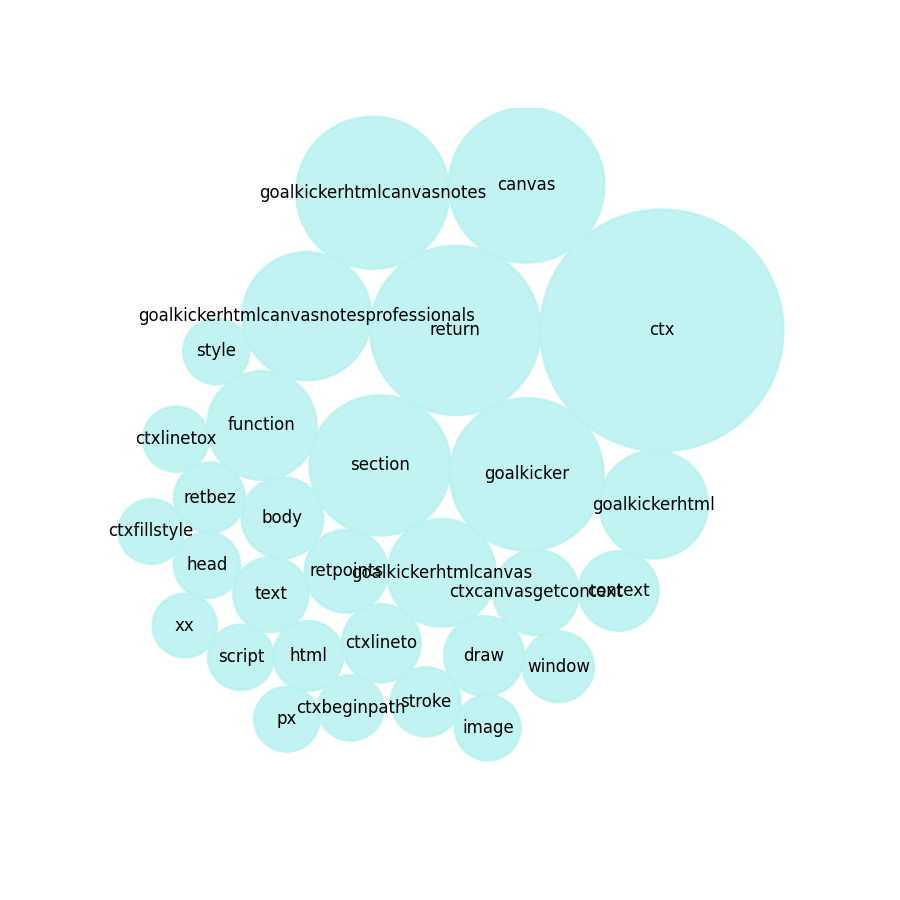 canvas
goalkickerhtmlcanvasnotes
goalkickerhtmlcanvasnotesprofessionals
return
ctx
style
function
ctxlinetox
section
goalkicker
retbez
goalkickerhtml
body
ctxfillstyle
head
retpoints
goalkickerhtmlcanvas
text
ctxcanvasgetcontext
context
xx
ctxlineto
script
html
draw
window
stroke
ctxbeginpath
px
image